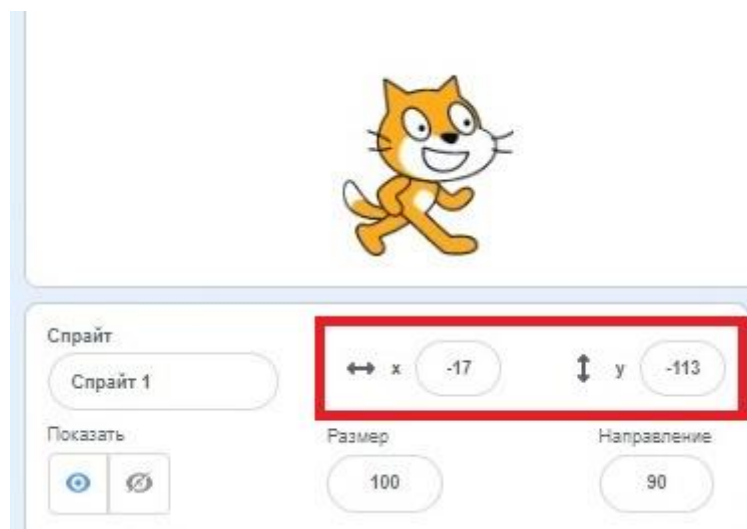 Спрайт
Спрайт 1
x -17 y -113
Показать
Размер
100
Направление
90